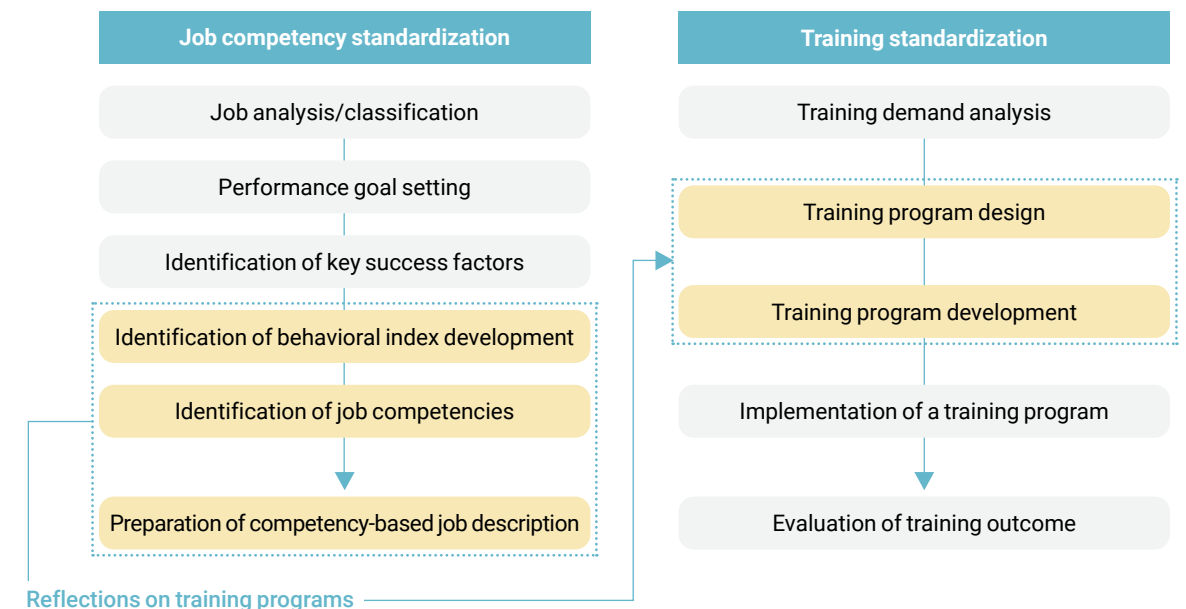 Job competency standardization
Job analysis/classification
Performance goal setting
Identification of key success factors
Identification of behavioral index development
Identification of job competencies
Preparation of competency-based job description
Reflections on training programs
Training standardization
Training demand analysis
Training program design
Training program development
Implementation of a training program
Evaluation of training outcome